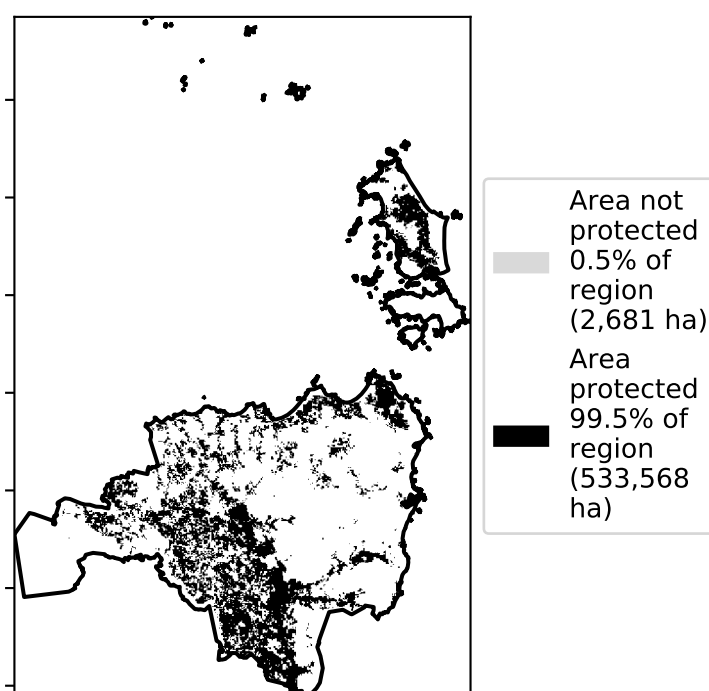 Area not
protected
0.5% of
region
(2,681 ha)
Area
protected
99.5% of
region
(533,568
ha)